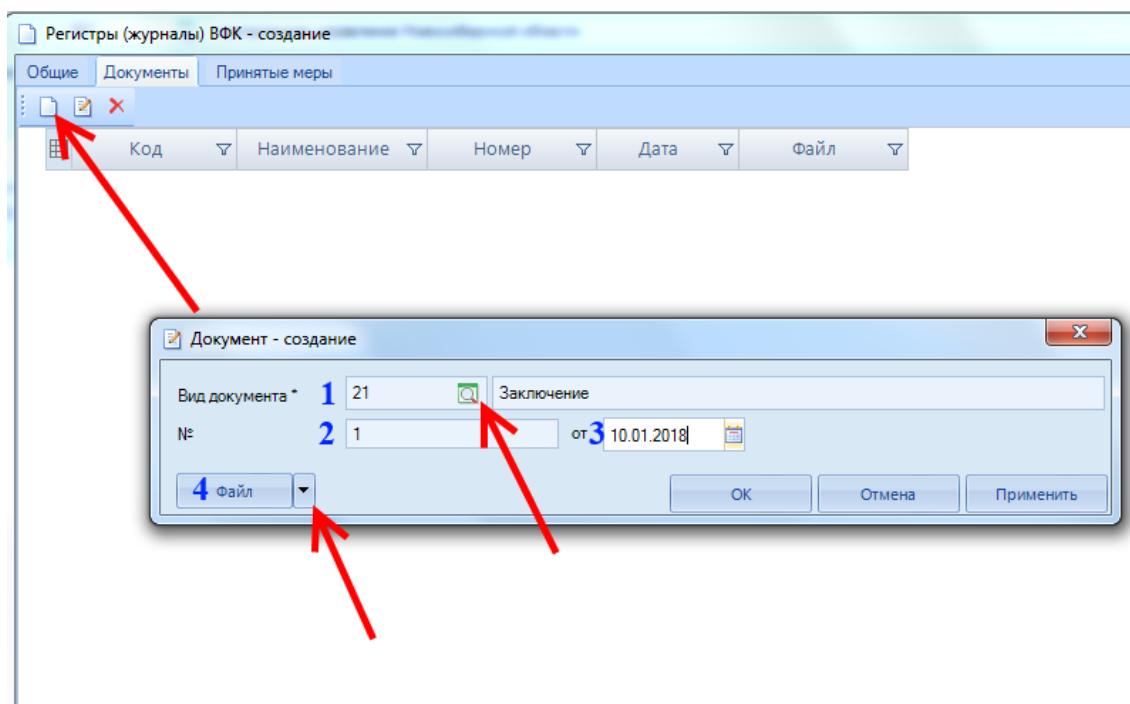 Регистры (журналы) ВФК - создание
Общие Документы Принятые меры
Код Наименование Номер Дата Файл
Документ - создание
Вид документа * 1 21 Заключение
№ 2 1 от 3 10.01.2018
4 Файл ОК Отмена Применить